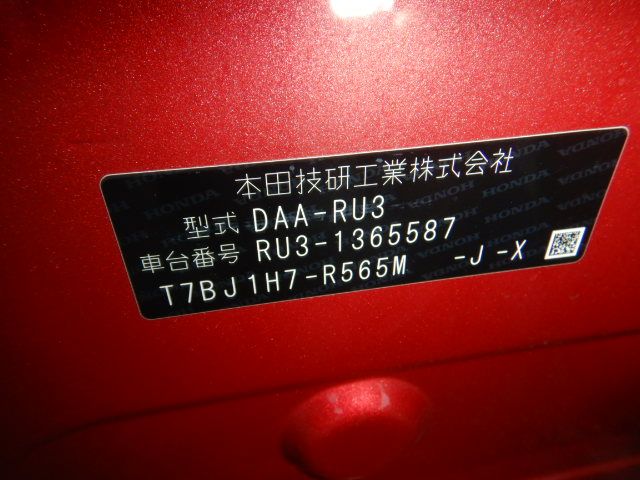 本田技研工業株式会社
型式 DAA-RU3
車台番号 RU3-1365587
T7BJ1H7-R565M -J -X